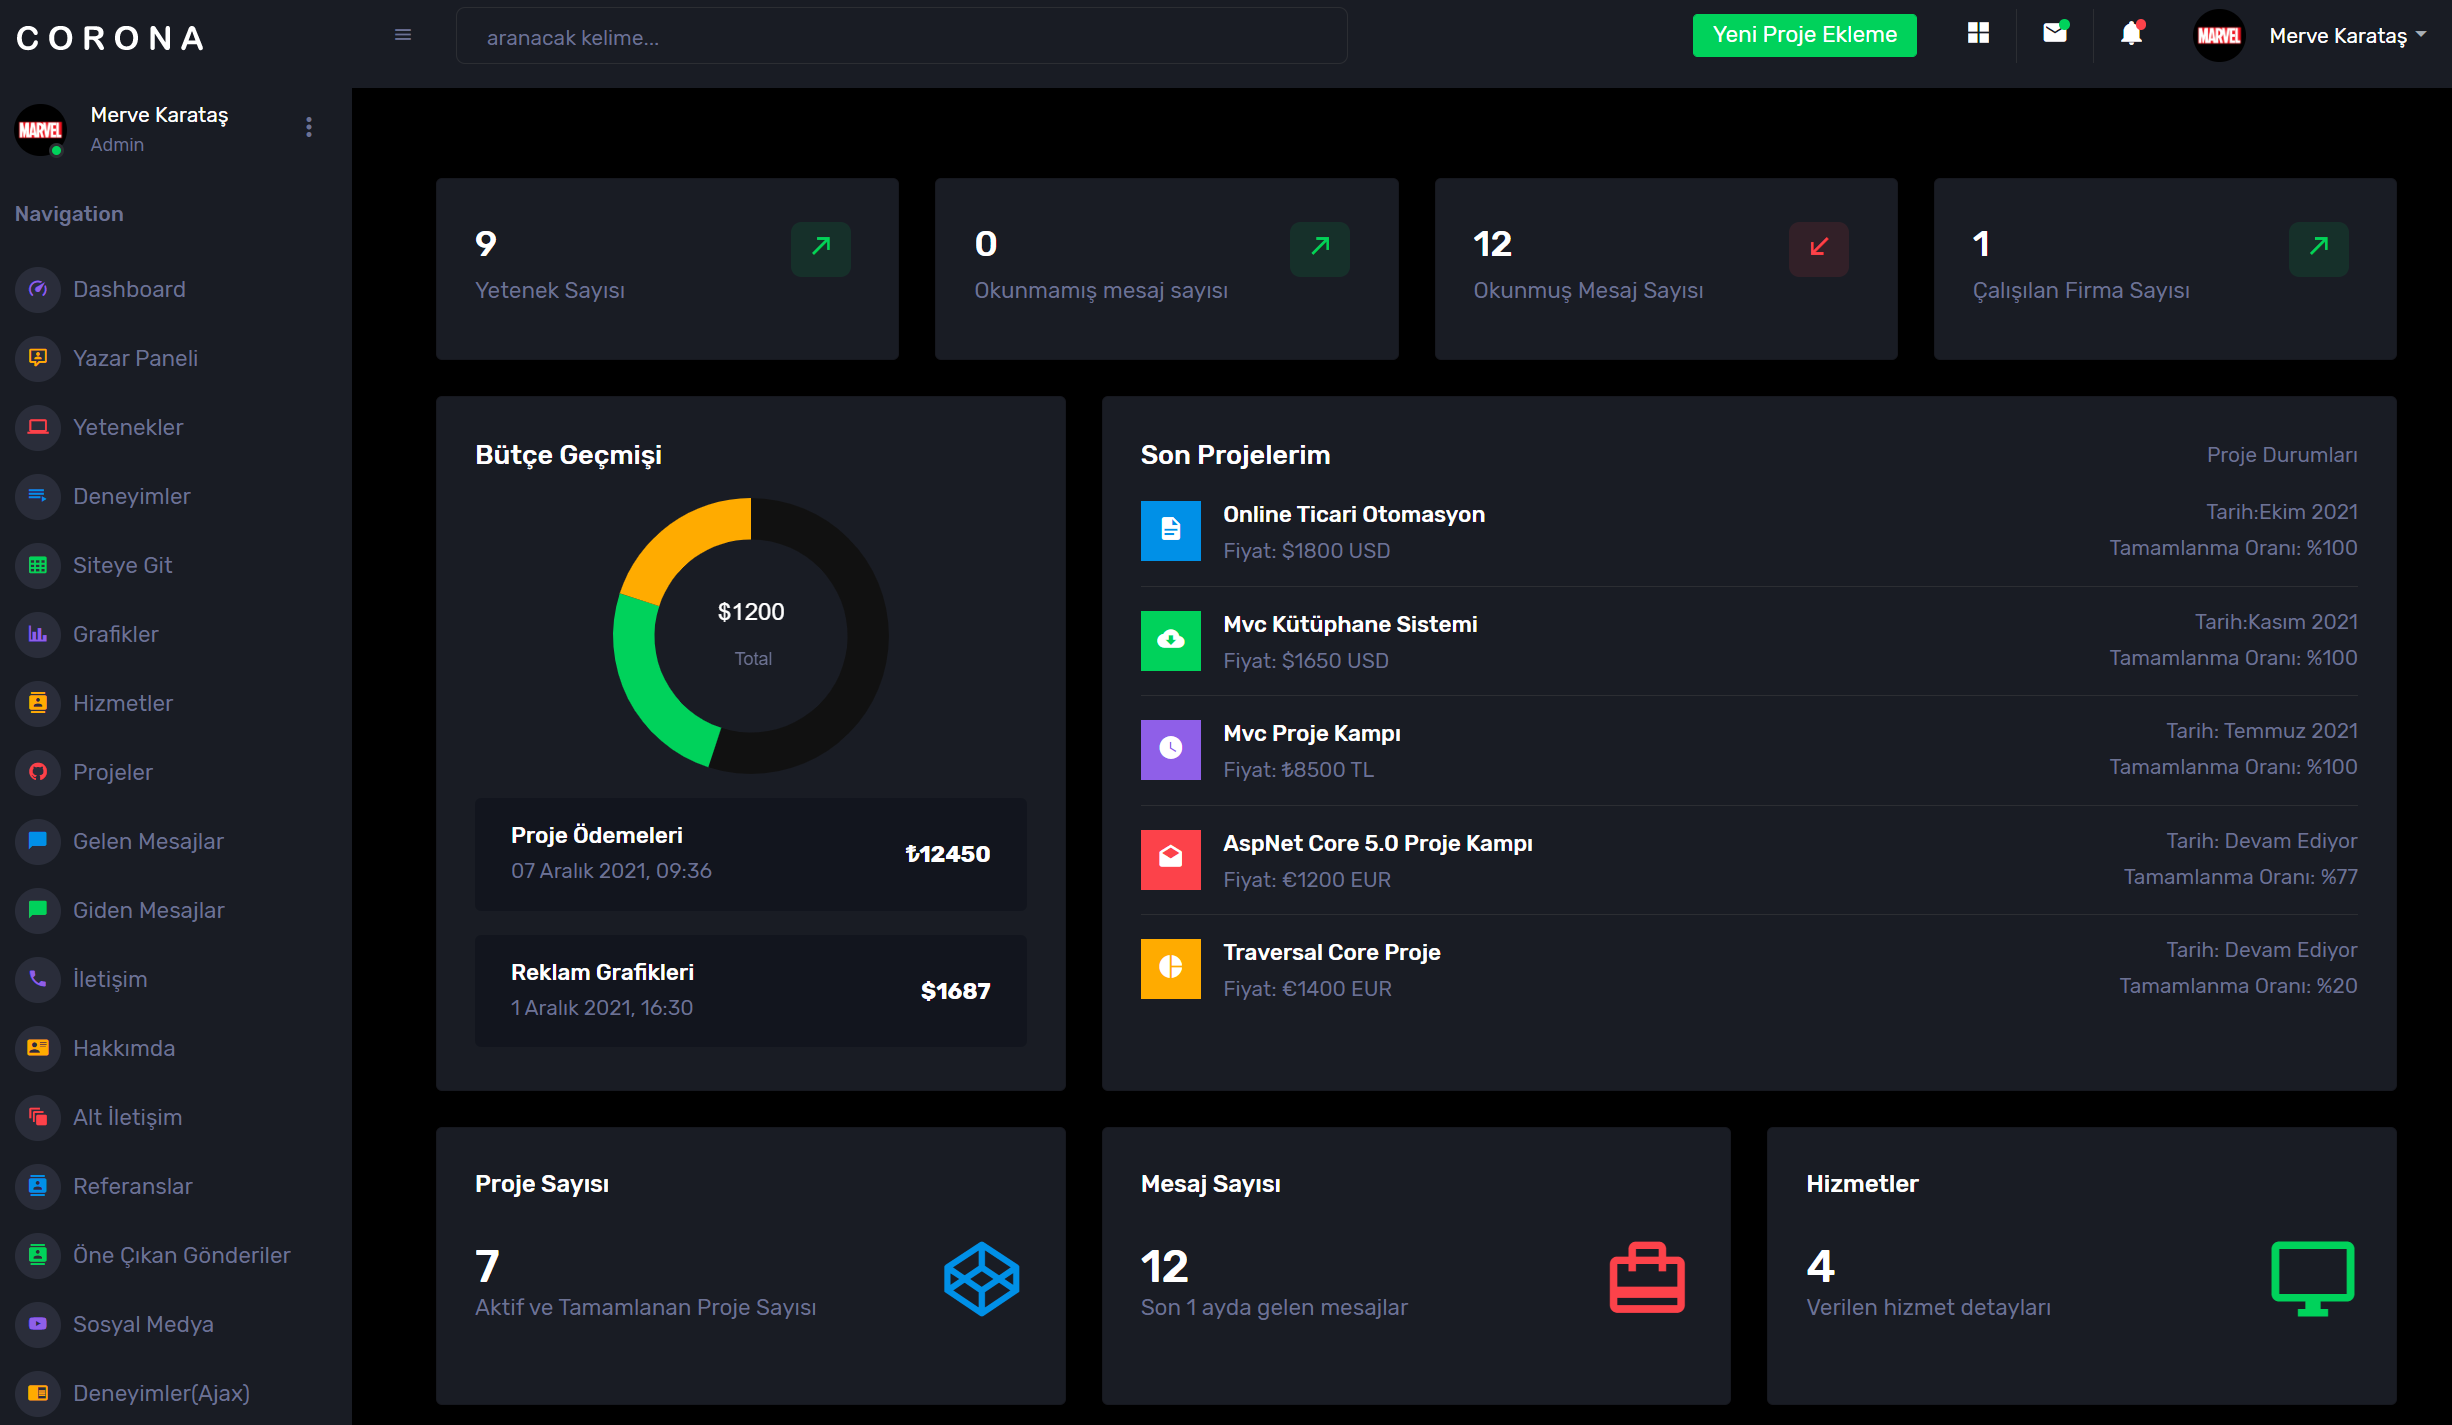 CORONA
aranacak kelime...
Yeni Proje Ekleme
MARVEL
Merve Karataş
MARVEL
Merve Karataş
Admin
Navigation
Dashboard
Yazar Paneli
Yetenekler
Deneyimler
Siteye Git
Grafikler
Hizmetler
Projeler
Gelen Mesajlar
Giden Mesajlar
İletişim
Hakkımda
Alt İletişim
Referanslar
Öne Çıkan Gönderiler
Sosyal Medya
Deneyimler(Ajax)
9
Yetenek Sayısı
0
Okunmamış mesaj sayısı
12
Okunmuş Mesaj Sayısı
1
Çalışılan Firma Sayısı
Bütçe Geçmişi
$1200
Total
Proje Ödemeleri
07 Aralık 2021, 09:36
₺12450
Reklam Grafikleri
1 Aralık 2021, 16:30
$1687
Son Projelerim
Proje Durumları
Online Ticari Otomasyon
Fiyat: $1800 USD
Tarih:Ekim 2021
Tamamlanma Oranı: %100
Mvc Kütüphane Sistemi
Fiyat: $1650 USD
Tarih:Kasım 2021
Tamamlanma Oranı: %100
Mvc Proje Kampı
Fiyat: ₺8500 TL
Tarih: Temmuz 2021
Tamamlanma Oranı: %100
AspNet Core 5.0 Proje Kampı
Fiyat: €1200 EUR
Tarih: Devam Ediyor
Tamamlanma Oranı: %77
Traversal Core Proje
Fiyat: €1400 EUR
Tarih: Devam Ediyor
Tamamlanma Oranı: %20
Proje Sayısı
7
Aktif ve Tamamlanan Proje Sayısı
Mesaj Sayısı
12
Son 1 ayda gelen mesajlar
Hizmetler
4
Verilen hizmet detayları